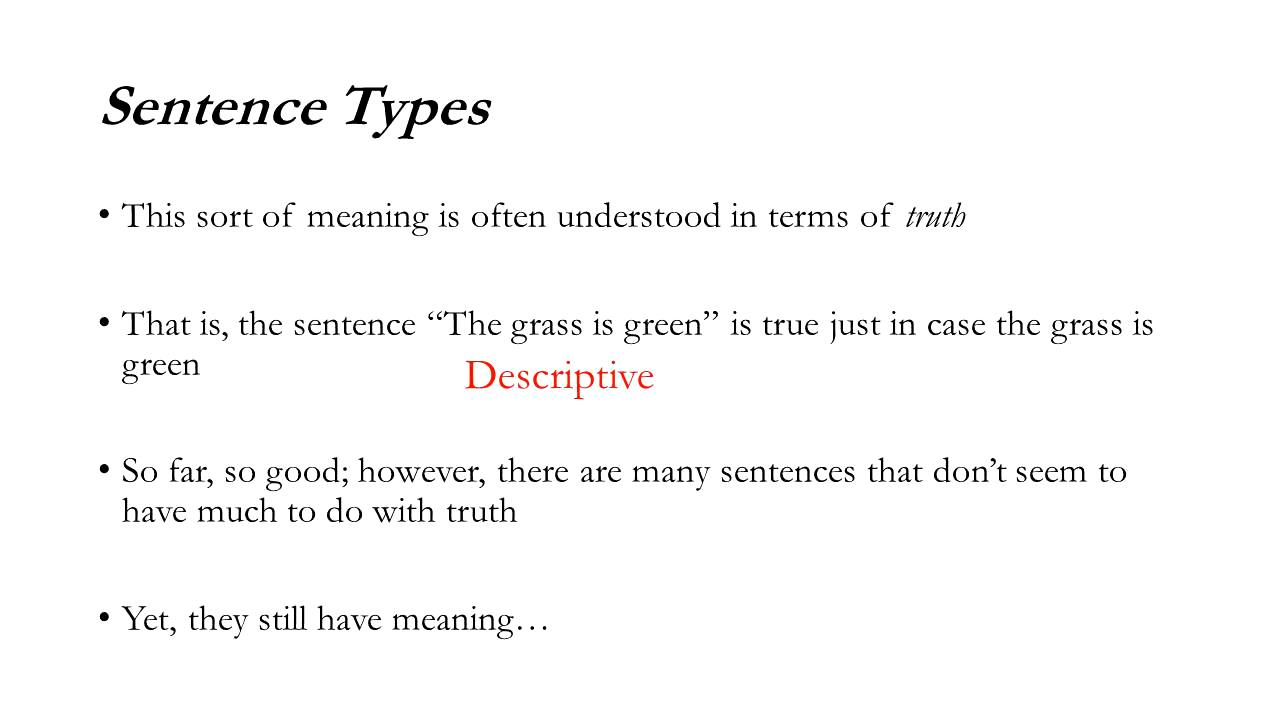 Sentence Types
• This sort of meaning is often understood in terms of truth
• That is, the sentence “The grass is green” is true just in case the grass is
green
Descriptive
• So far, so good; however, there are many sentences that don’t seem to
have much to do with truth
• Yet, they still have meaning…